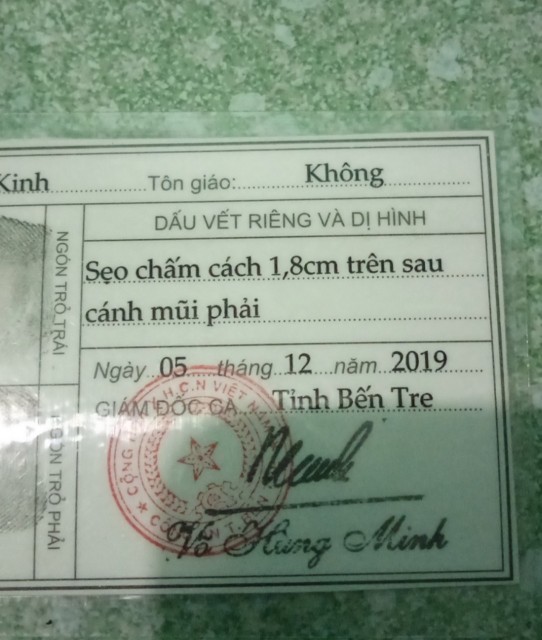 Kinh Tôn giáo: Không
DẤU VẾT RIÊNG VÀ DỊ HÌNH
Sẹo chấm cách 1,8cm trên sau
cánh mũi phải
NGÓN TRỎ TRÁI
Ngày 05 tháng 12 năm 2019
GIÁM ĐỐC CA Tỉnh Bến Tre
NGÓN TRỎ PHẢI
Võ Hùng Minh